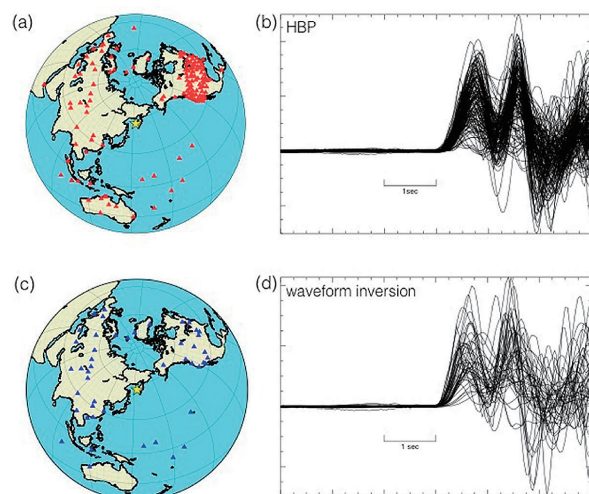 (a)
(b)
HBP
1sec
(c)
(d)
waveform inversion
1 sec